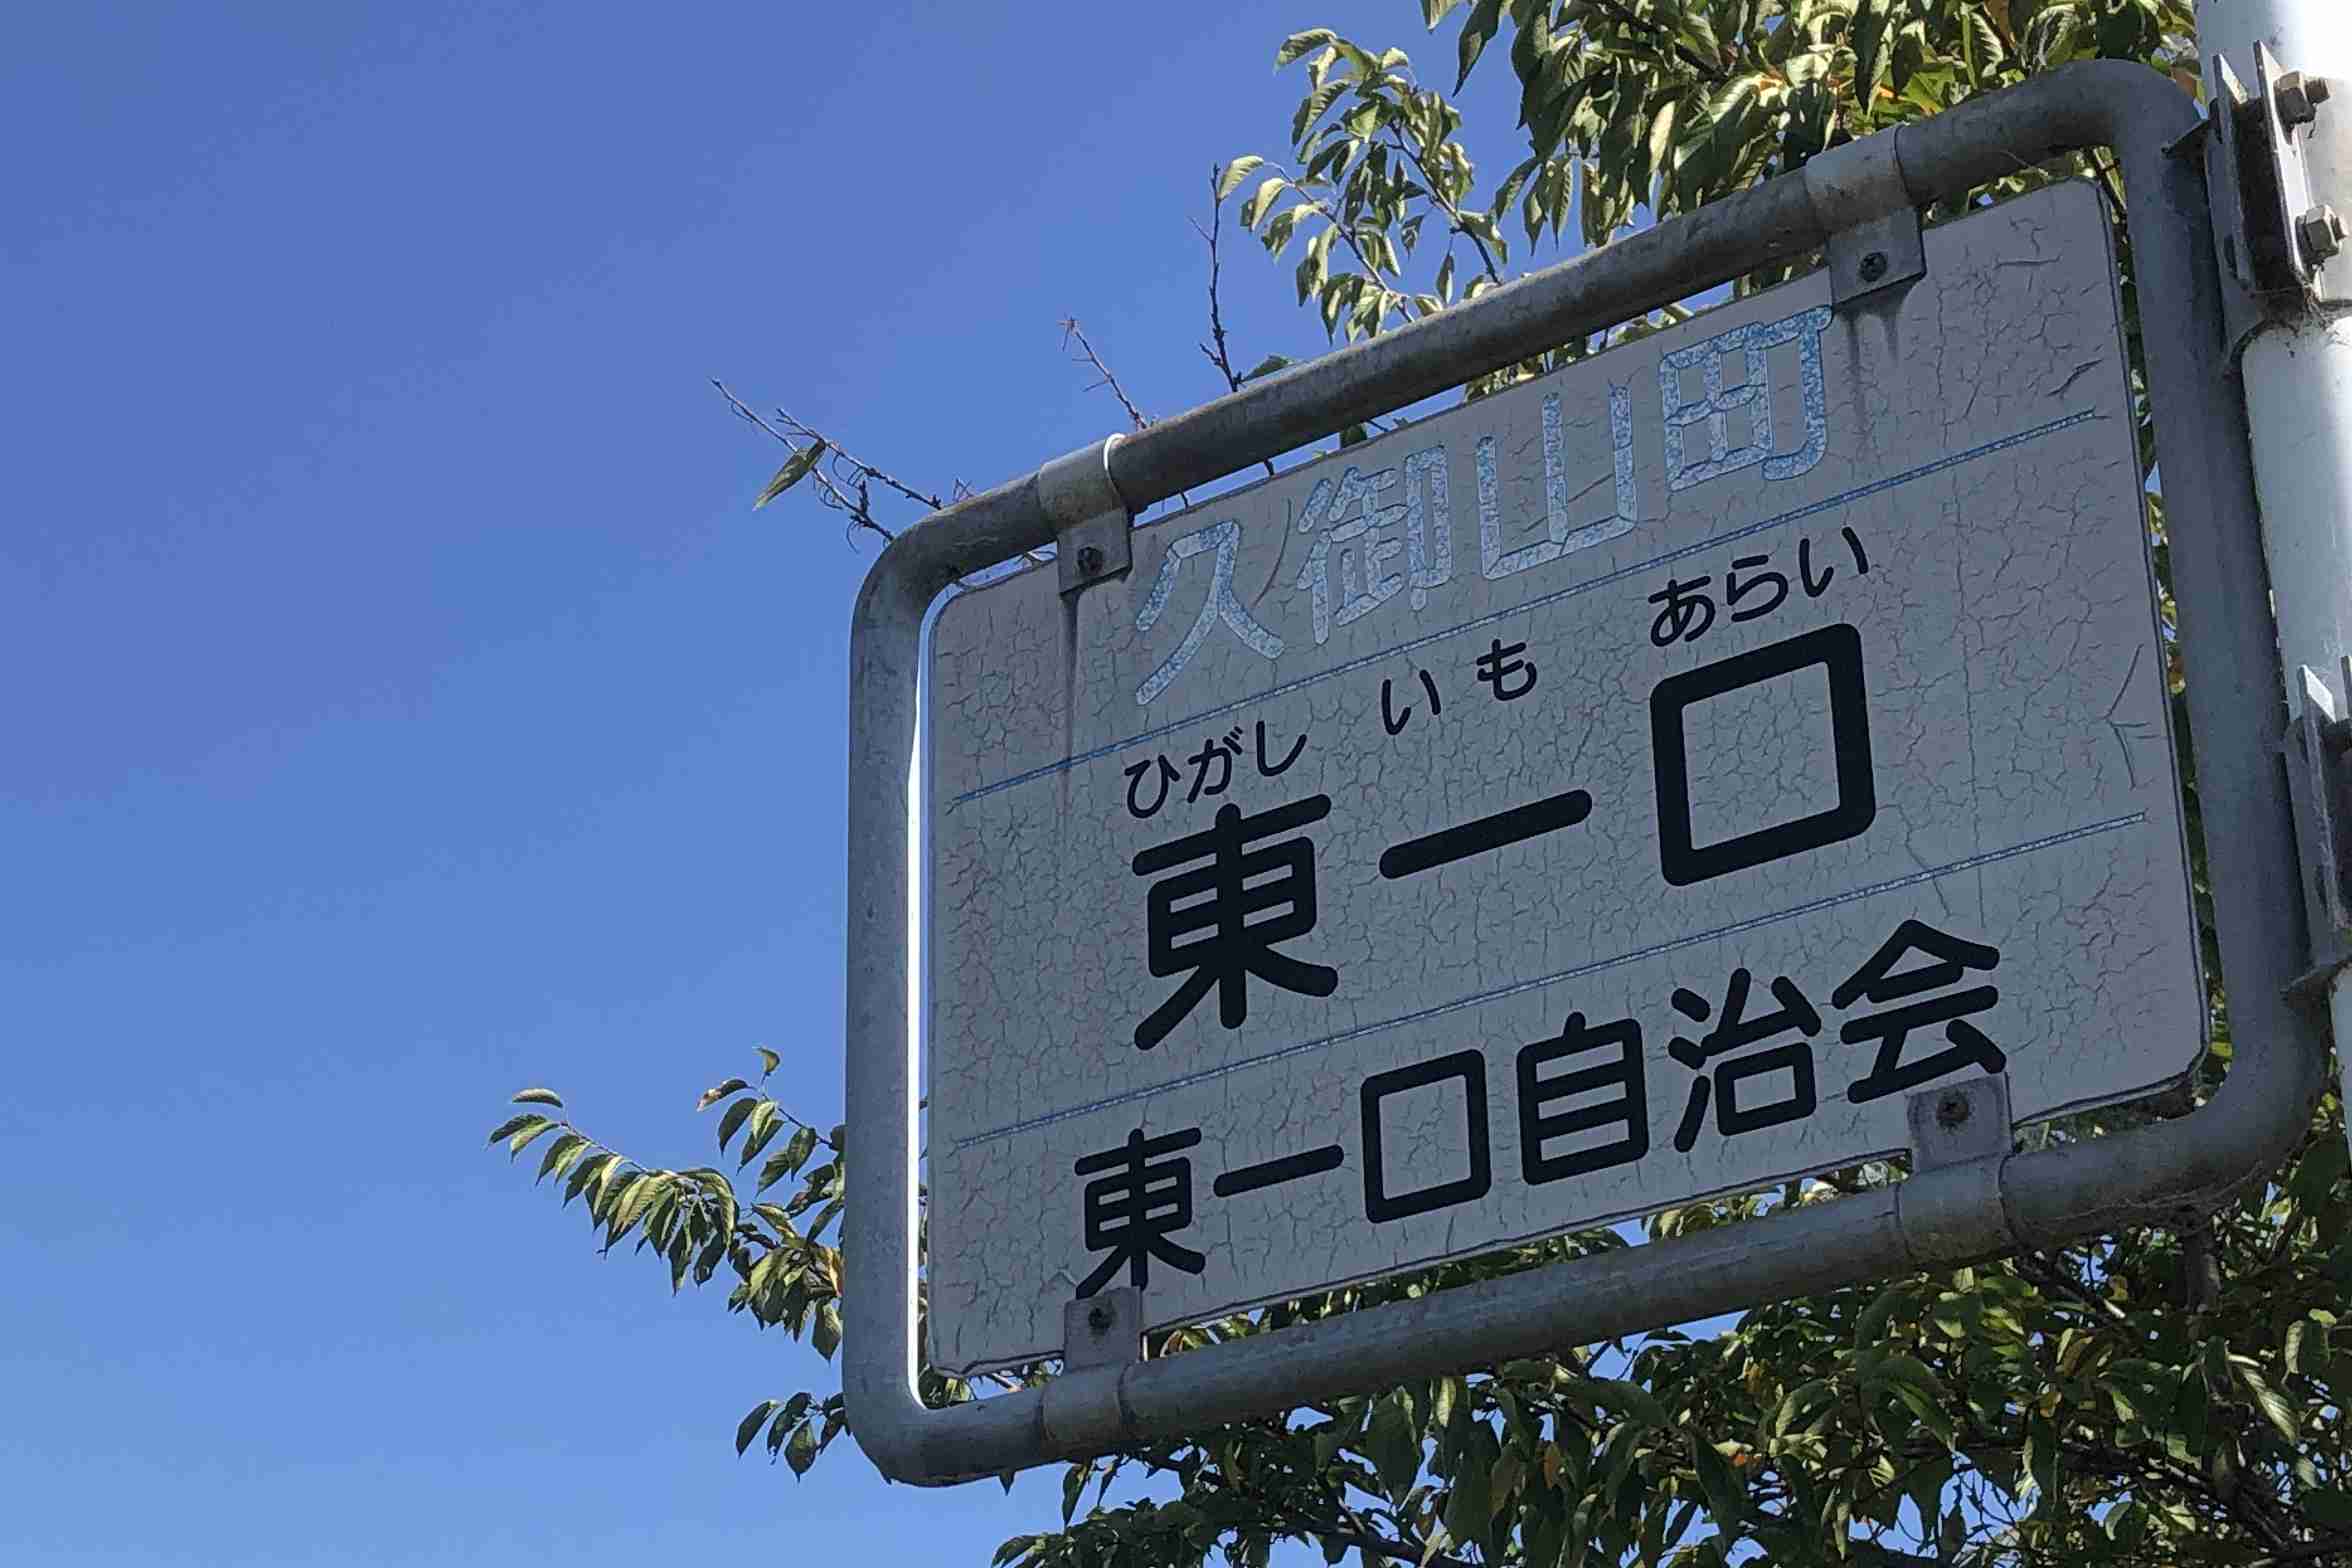 久御山町
ひがし いも あらい
東一口
東一口自治会